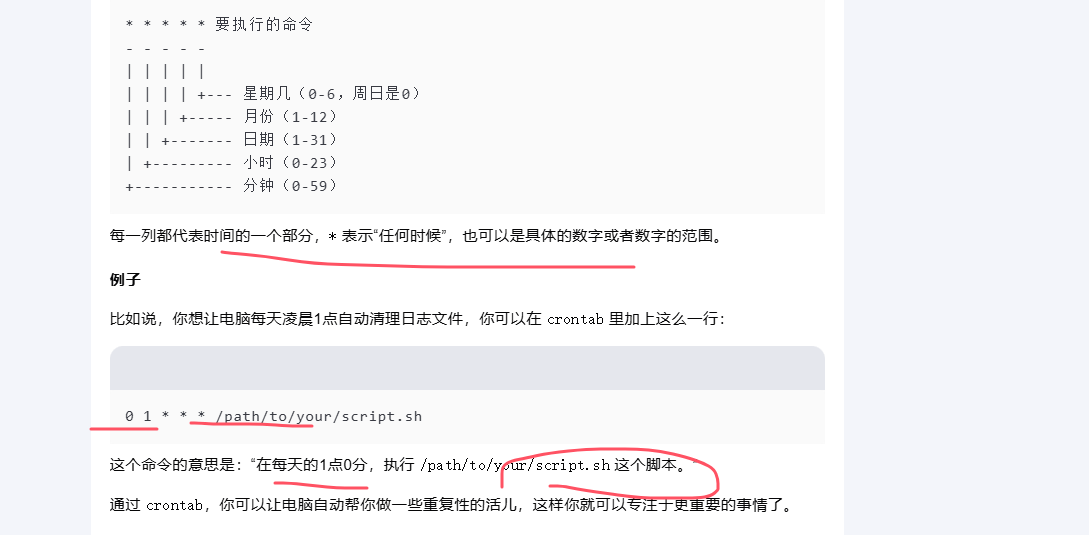 * * * * * 要执行的命令
- - - - -
| | | | |
| | | | +--- 星期几（0-6，周日是0）
| | | +----- 月份（1-12）
| | +------- 日期（1-31）
| +--------- 小时（0-23）
+----------- 分钟（0-59）
每一列都代表时间的一个部分，* 表示“任何时候”，也可以是具体的数字或者数字的范围。
例子
比如说，你想让电脑每天凌晨1点自动清理日志文件，你可以在 crontab 里加上这么一行：
0 1 * * * /path/to/your/script.sh
这个命令的意思是：“在每天的1点0分，执行 /path/to/your/script.sh 这个脚本。”
通过 crontab，你可以让电脑自动帮你做一些重复性的活儿，这样你就可以专注于更重要的事情了。